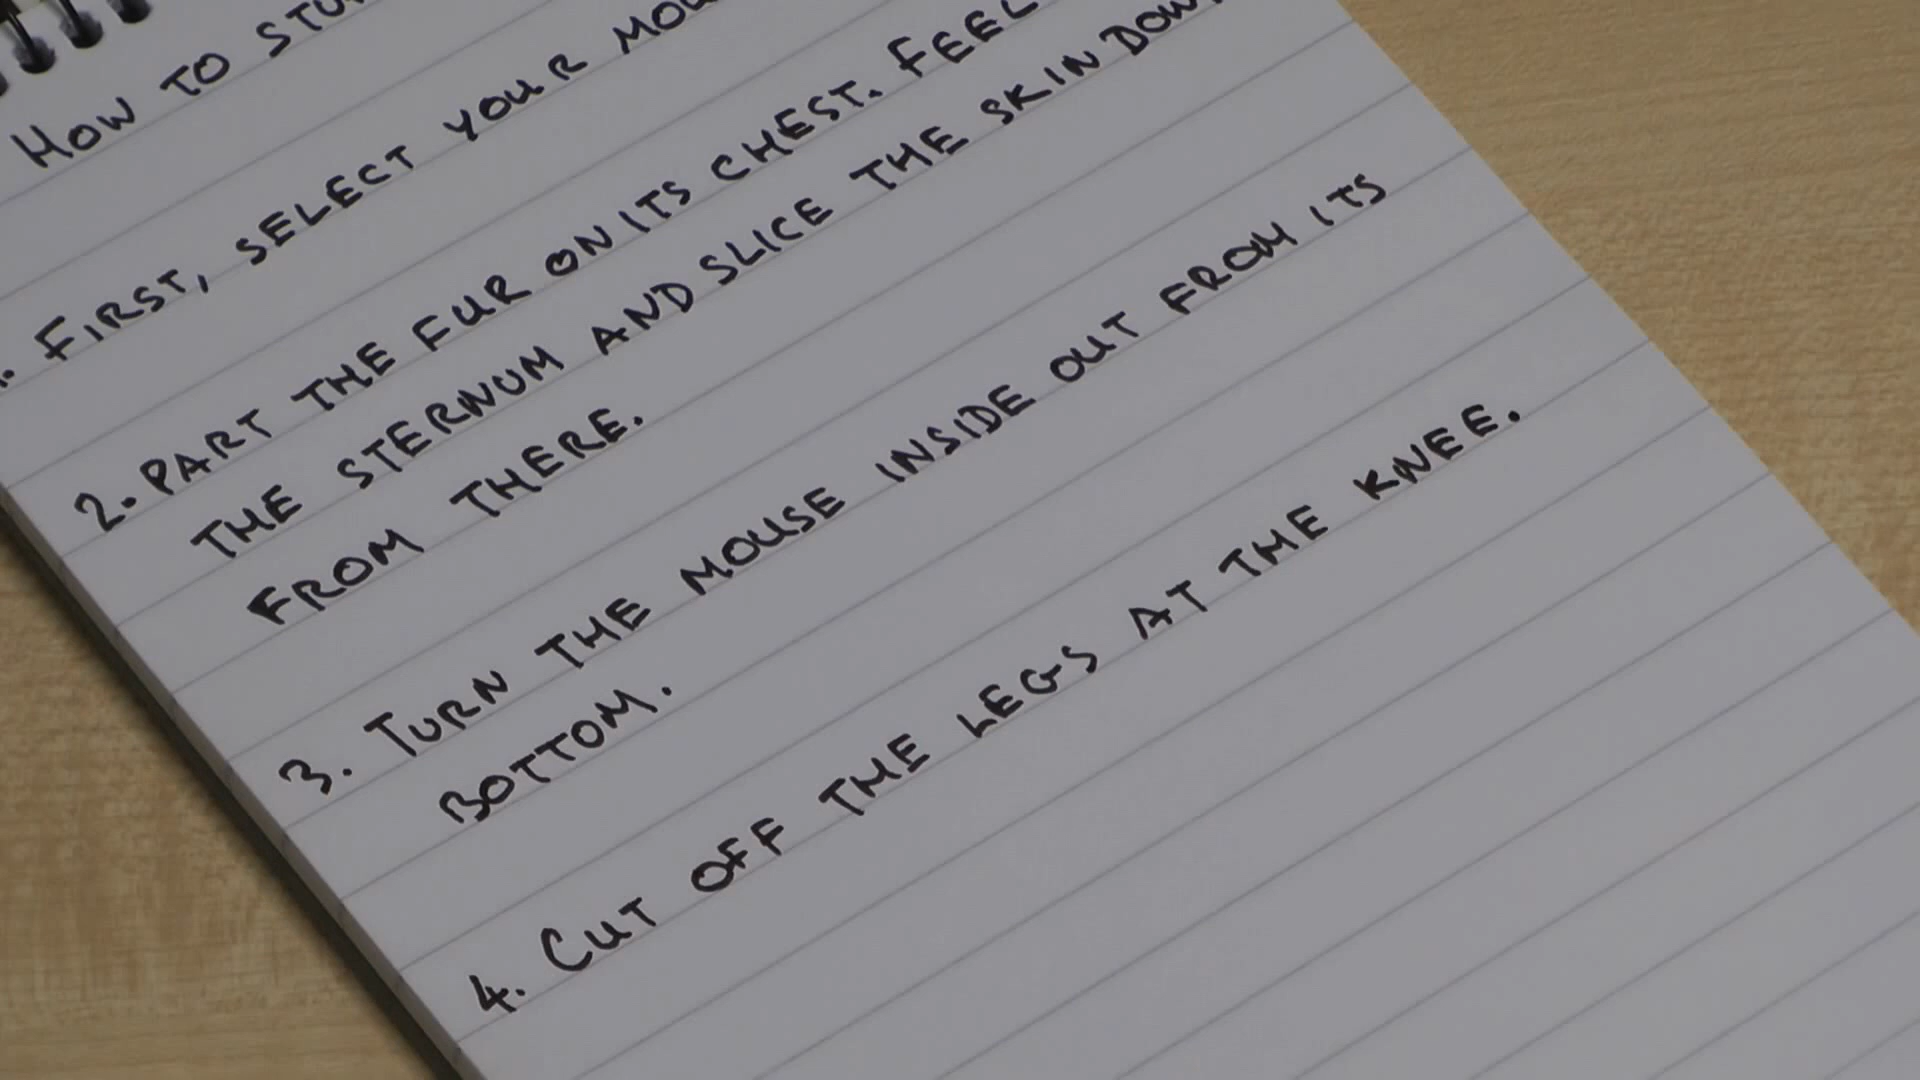 HOW TO
1. FIRST, SELECT YOUR
2. PART THE FUR ON ITS CHEST. FEEL
THE STERNUM AND SLICE THE SKIN DOWN
FROM THERE.
3. TURN THE MOUSE INSIDE OUT FROM ITS
BOTTOM.
4. CUT OFF THE LEGS AT THE KNEE.